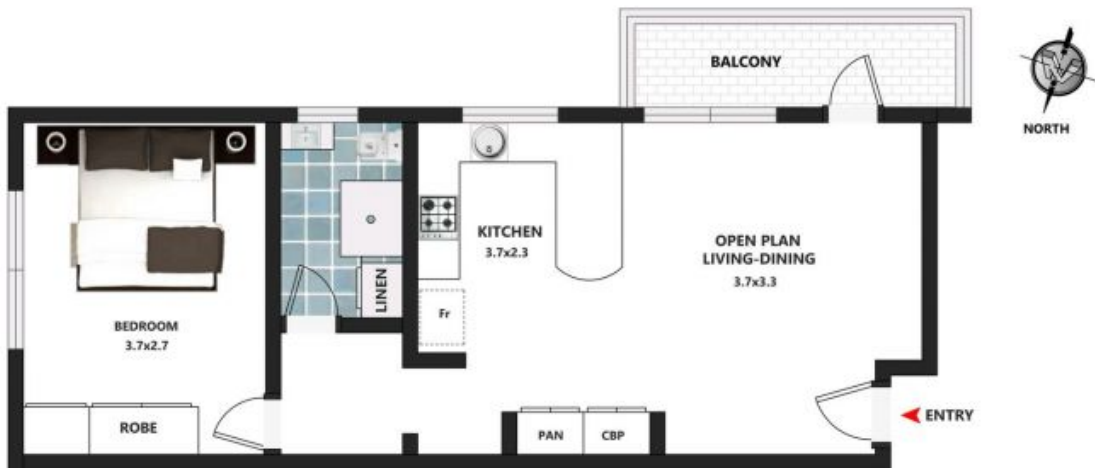 BALCONY
NORTH
KITCHEN
3.7x2.3
OPEN PLAN
LIVING-DINING
3.7x3.3
LINEN
Fr
BEDROOM
3.7x2.7
ROBE
PAN
CBP
ENTRY